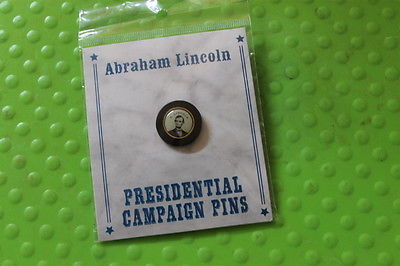 Abraham Lincoln
PRESIDENTIAL
CAMPAIGN PINS